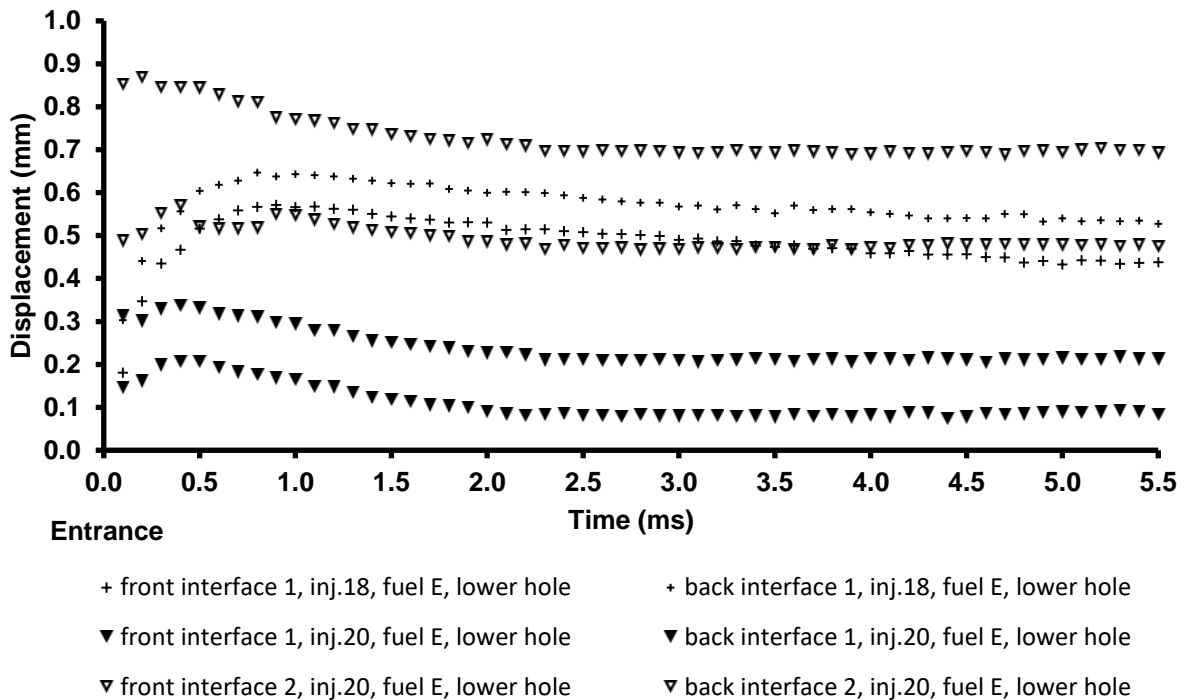 1.0
0.9
0.8
0.7
0.6
0.5
0.4
0.3
0.2
0.1
0.0
Displacement (mm)
0.0 0.5 1.0 1.5 2.0 2.5 3.0 3.5 4.0 4.5 5.0 5.5
Time (ms)
Entrance
front interface 1, inj.18, fuel E, lower hole
back interface 1, inj.18, fuel E, lower hole
front interface 1, inj.20, fuel E, lower hole
back interface 1, inj.20, fuel E, lower hole
front interface 2, inj.20, fuel E, lower hole
back interface 2, inj.20, fuel E, lower hole